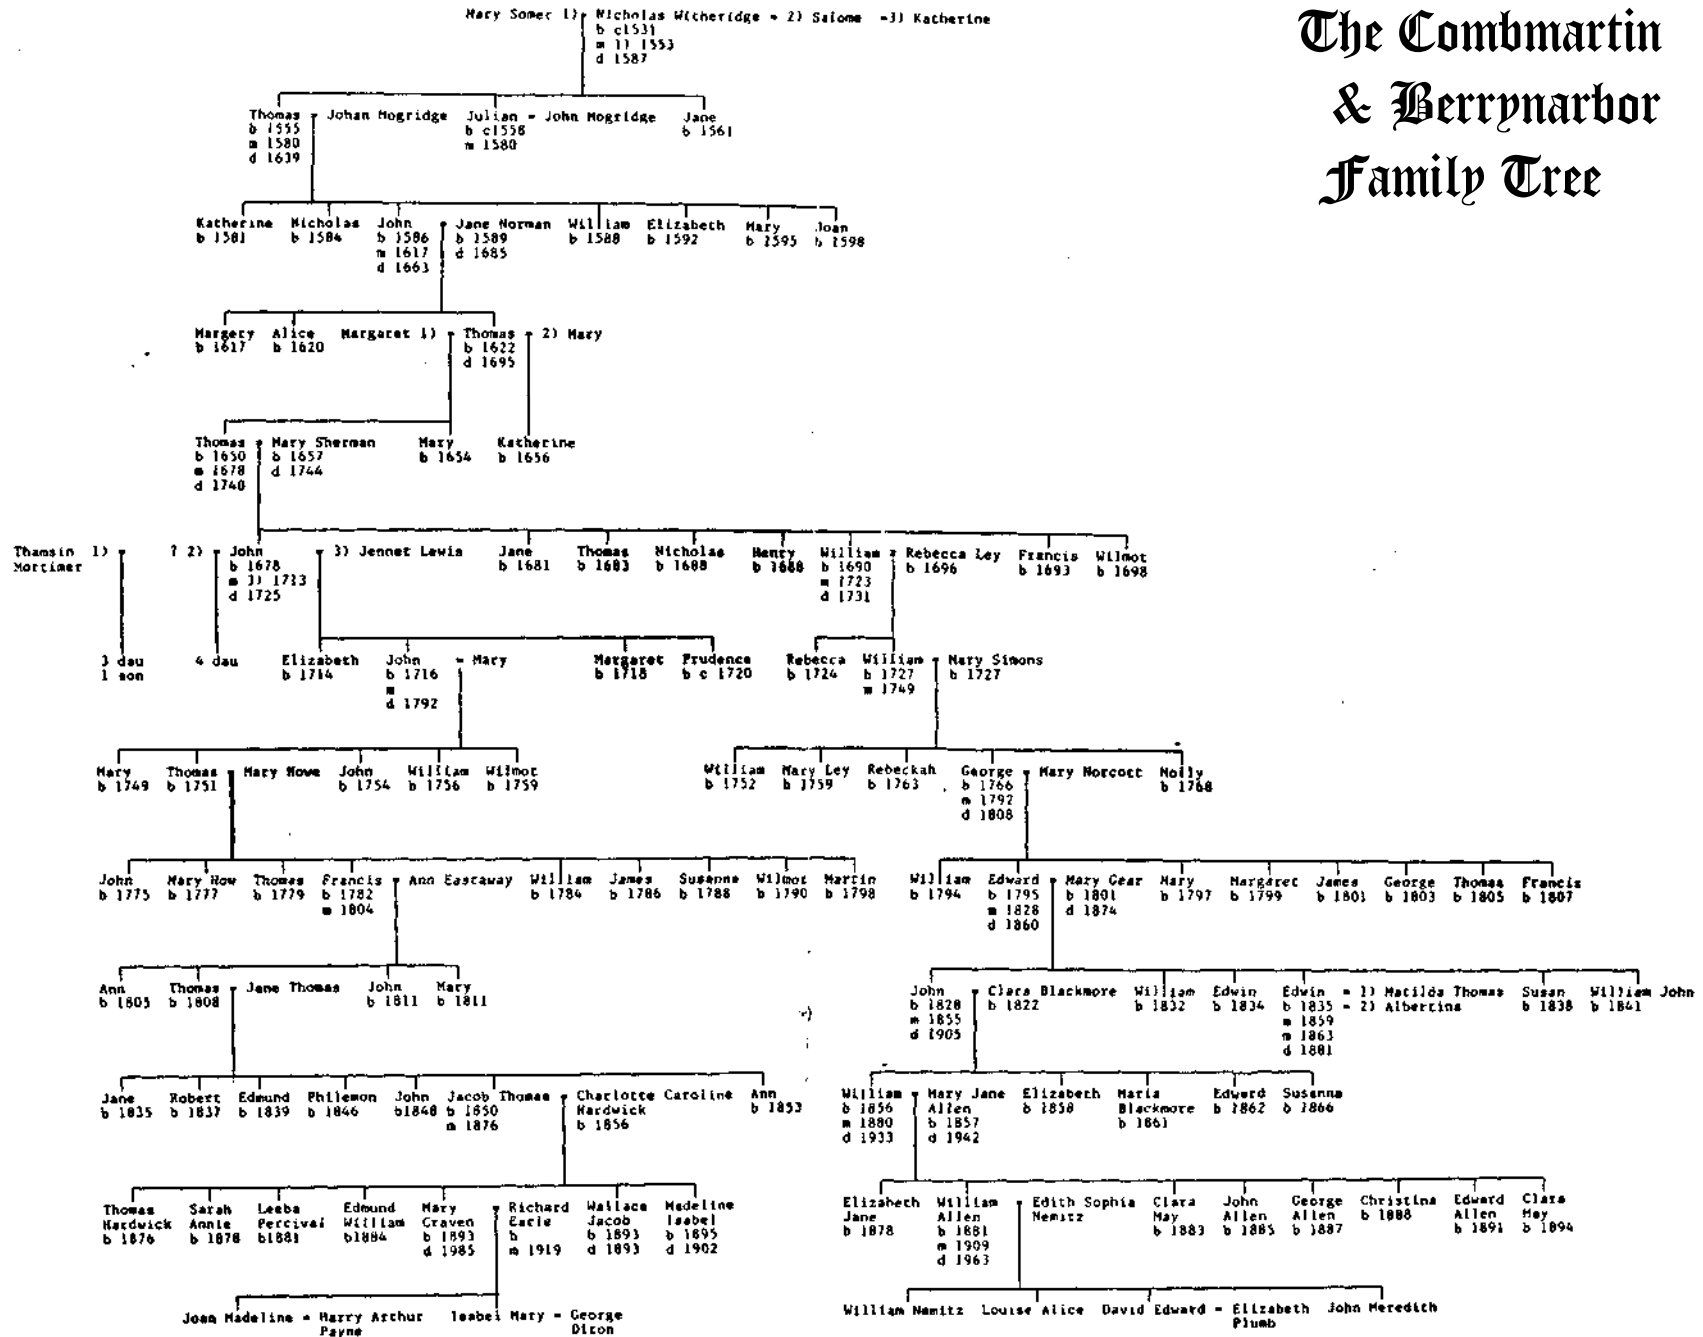 The Combmartin
& Berrynarbor
Family Tree
Mary Somer 1) = Nicholas Witheridge = 2) Salome =3) Katherine
b c1531
m 1) 1553
d 1587
Thomas = Johan Mogridge Julian = John Mogridge Jane
b 1555 b c1558 b 1561
m 1580 m 1580
d 1639
Katherine Nicholas John = Jane Norman William Elizabeth Mary Joan
b 1581 b 1584 b 1586 b 1589 b 1588 b 1592 b 1595 b 1598
m 1617 d 1685
d 1663
Margery Alice Margaret 1) = Thomas = 2) Mary
b 1617 b 1620 b 1622
d 1695
Thomas = Mary Sherman Mary Katherine
b 1650 b 1657 b 1654 b 1656
m 1678 d 1744
d 1740
Thamsin 1) = ? 2) = John = 3) Jennet Lewis Jane Thomas Nicholas Henry William = Rebecca Ley Francis Wilmot
Mortimer b 1678 b 1681 b 1683 b 1688 b 1688 b 1690 b 1696 b 1693 b 1698
m 3) 1713 m 1723
d 1725 d 1731
3 dau 4 dau Elizabeth John = Mary Margaret Prudence Rebecca William = Mary Simons
1 son b 1714 b 1716 b 1718 b c 1720 b 1724 b 1727 b 1727
m m 1749
d 1792
Mary Thomas = Mary Howe John William Wilmot William Mary Ley Rebeckah George = Mary Norcott Molly
b 1749 b 1751 b 1754 b 1756 b 1759 b 1752 b 1759 b 1763 b 1766 b 1768
m 1792
d 1808
John Mary How Thomas Francis = Ann Eastaway William James Susanna Wilmot Martin William Edward = Mary Gear Mary Margaret James George Thomas Francis
b 1775 b 1777 b 1779 b 1782 b 1784 b 1786 b 1788 b 1790 b 1798 b 1794 b 1795 b 1801 b 1797 b 1799 b 1801 b 1803 b 1805 b 1807
m 1804 m 1828 d 1874
d 1860
Ann Thomas = Jane Thomas John Mary John = Clara Blackmore William Edwin Edwin = 1) Matilda Thomas Susan William John
b 1805 b 1808 b 1811 b 1811 b 1828 b 1822 b 1832 b 1834 b 1835 = 2) Albertina b 1838 b 1841
m 1855 m 1859
d 1905 m 1863
d 1881
Jane Robert Edmund Philemon John Jacob Thomas = Charlotte Caroline Ann William = Mary Jane Elizabeth Maria Edward Susanna
b 1835 b 1837 b 1839 b 1846 b1848 b 1850 Hardwick b 1853 b 1856 Allen b 1858 Blackmore b 1862 b 1866
m 1876 b 1856 m 1880 b 1857 b 1861
d 1933 d 1942
Thomas Sarah Leeba Edmund Mary = Richard Wallace Madeline Elizabeth William = Edith Sophia Clara John George Christina Edward Clara
Hardwick Annie Percival William Craven Earle Jacob Isabel Jane Allen Nemitz May Allen Allen b 1888 Allen May
b 1876 b 1878 b1881 b1884 b 1893 b b 1893 b 1895 b 1878 b 1881 b 1883 b 1885 b 1887 b 1891 b 1894
d 1985 m 1919 d 1893 d 1902 m 1909
d 1963
Joan Madeline = Harry Arthur Isabel Mary = George William Nemitz Louise Alice David Edward = Elizabeth John Meredith
Payne Dixon Plumb